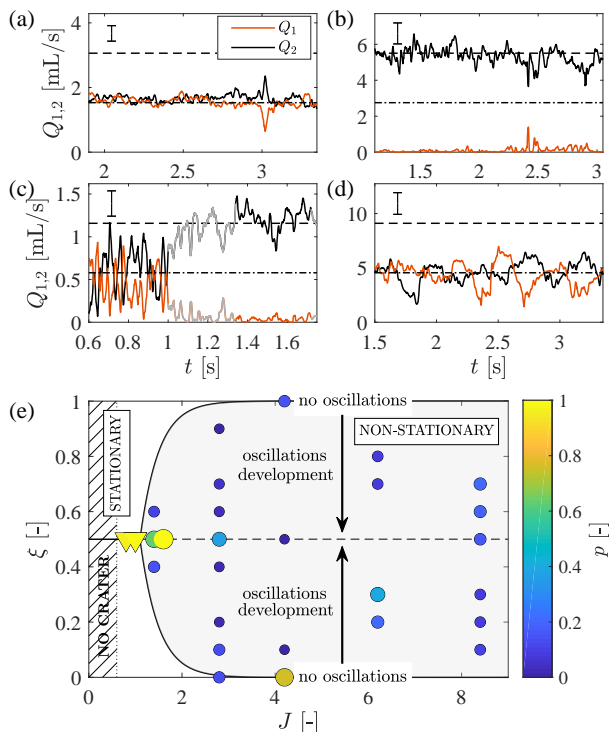 (a)
(b)
Q1
Q2
Q1,2 [mL/s]
4
3
2
1
0
2
2.5
3
8
6
4
2
0
1.5
2
2.5
3
(c)
(d)
Q1,2 [mL/s]
1.5
1
0.5
0
0.6
0.8
1
1.2
1.4
1.6
t [s]
10
5
0
1.5
2
2.5
3
t [s]
(e)
ξ [-]
1
0.8
0.6
0.4
0.2
0
STATIONARY
NO CRATER
no oscillations
NON-STATIONARY
oscillations
development
oscillations
development
no oscillations
0
2
4
6
8
J [-]
1
0.8
0.6
0.4
0.2
0
p [-]